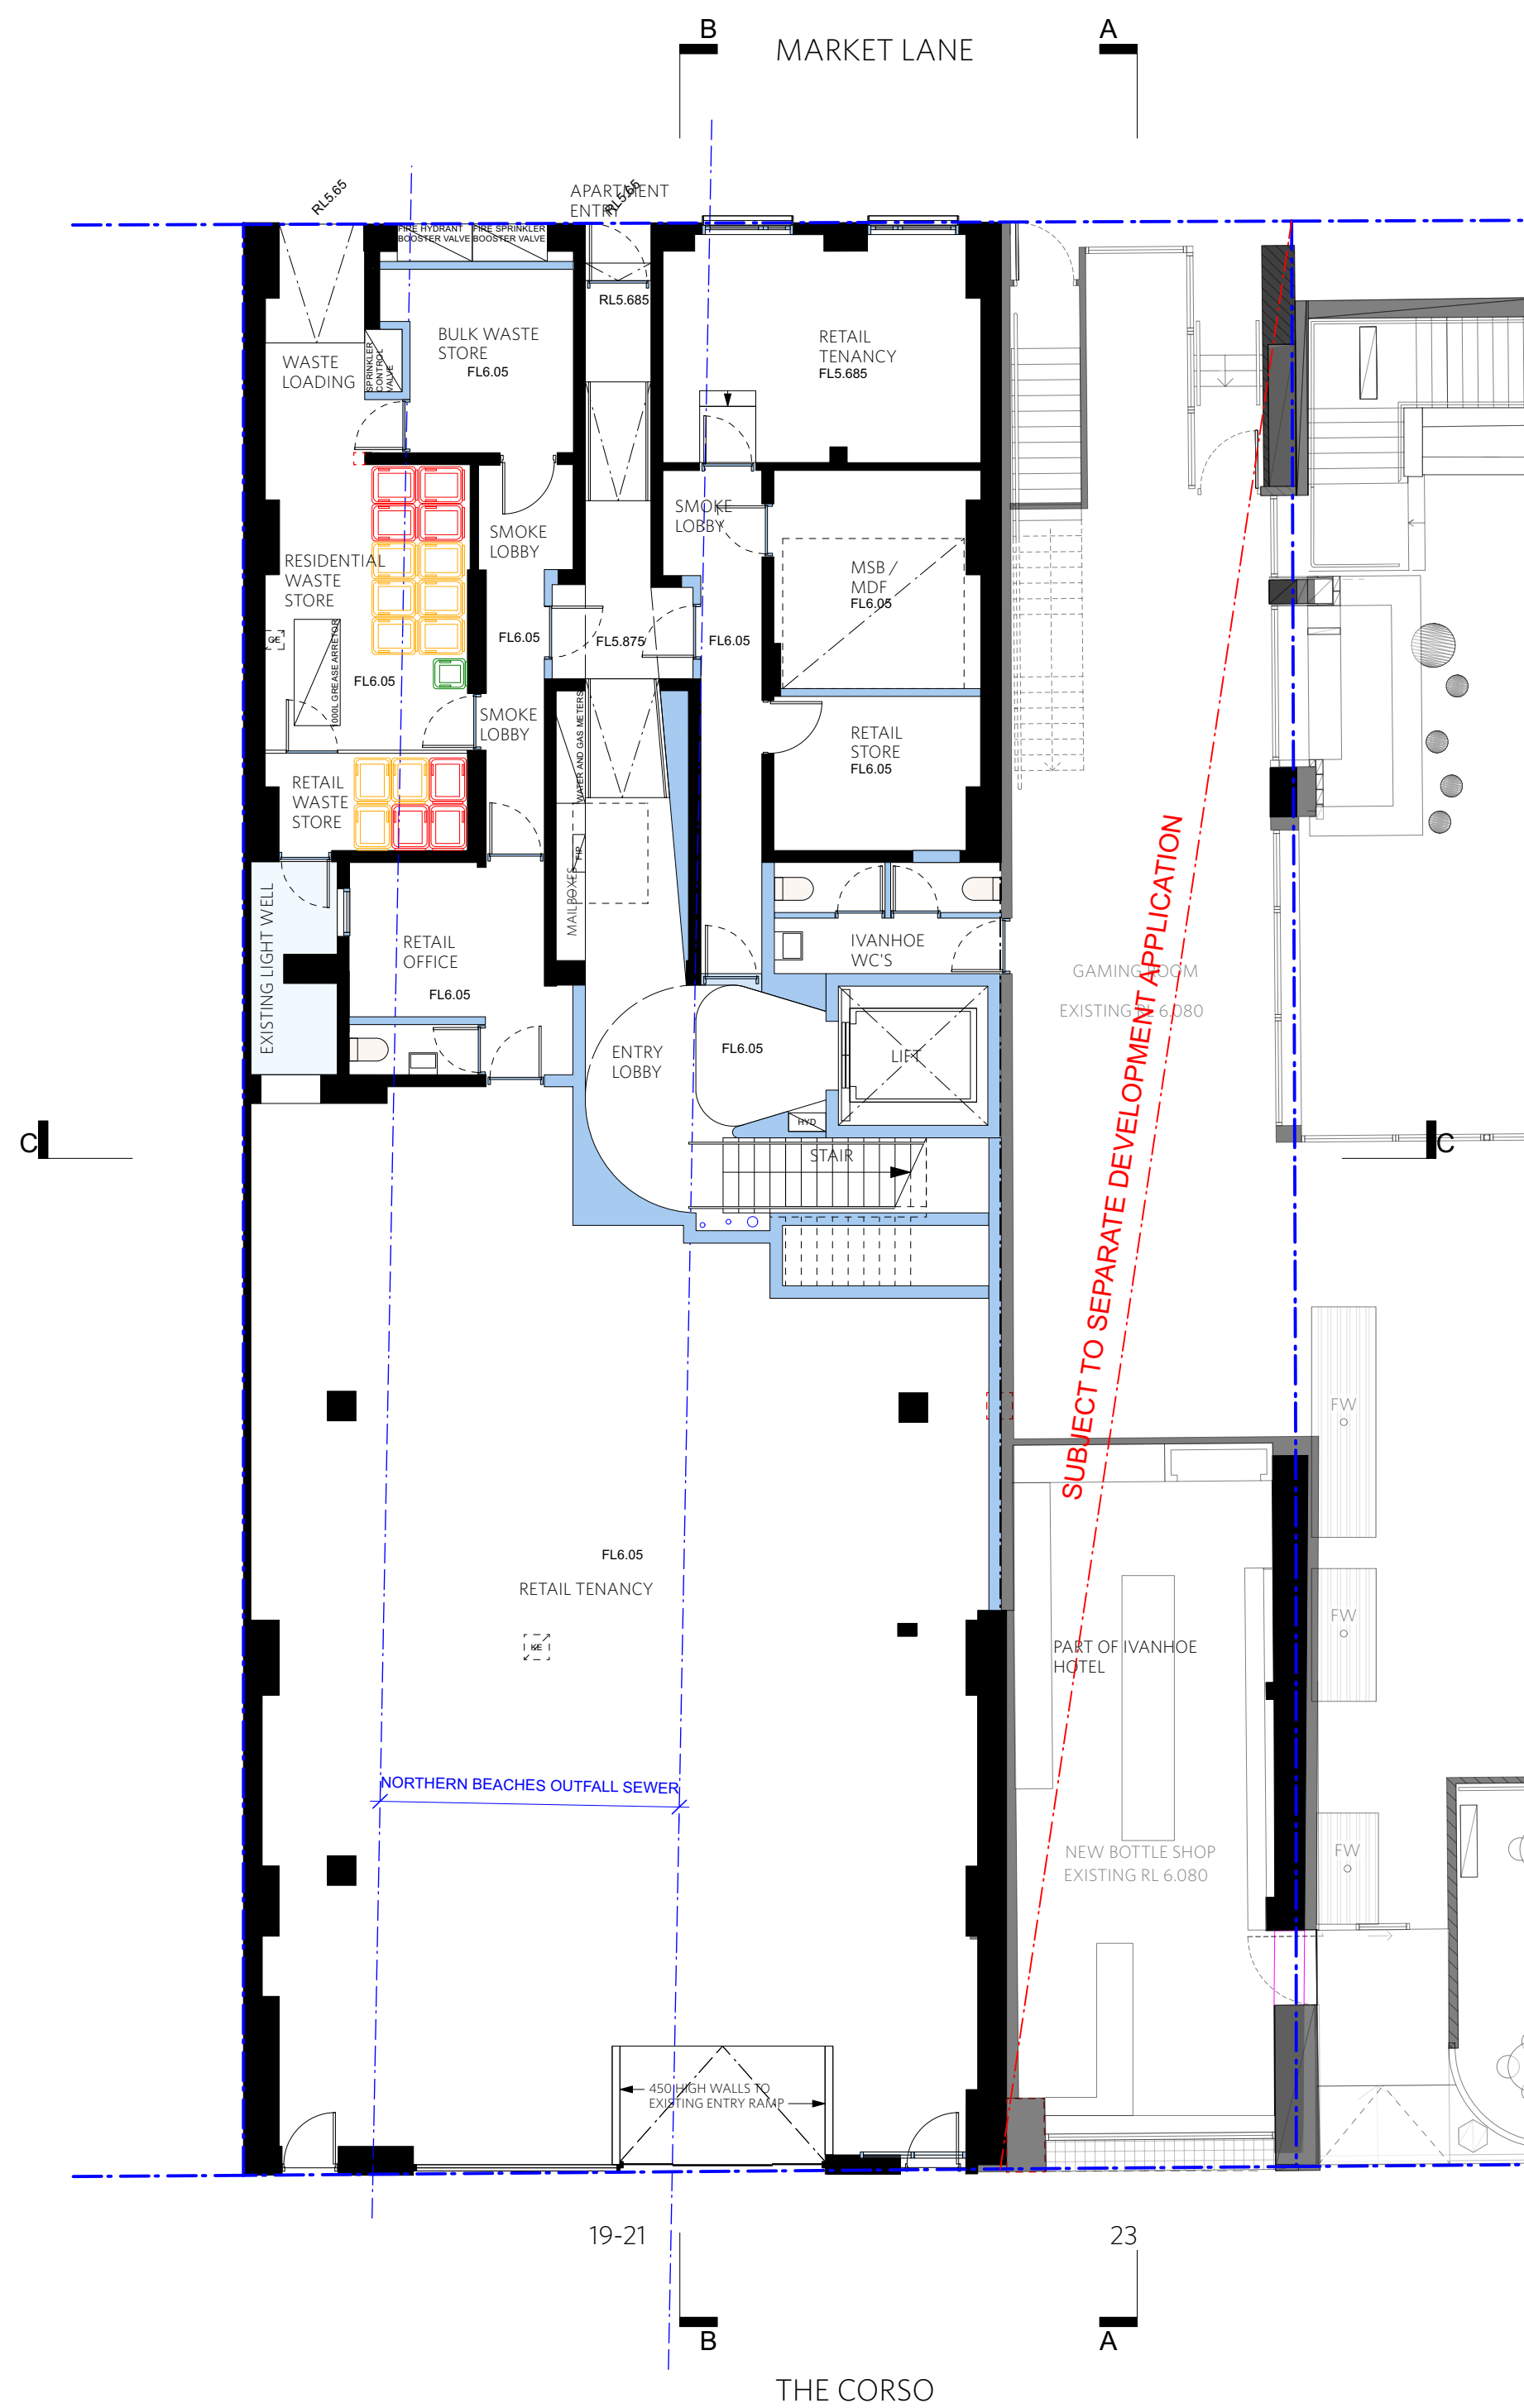 B
A
MARKET LANE
RL5.65
APARTMENT
ENTRY
RL5.65
FIRE HYDRANT
BOOSTER VALVE
FIRE SPRINKLER
BOOSTER VALVE
RL5.685
BULK WASTE
STORE
FL6.05
RETAIL
TENANCY
FL5.685
WASTE
LOADING
SPRINKLER
CONTROL
VALVE
SMOKE
LOBBY
SMOKE
LOBBY
RESIDENTIAL
WASTE
STORE
MSB /
MDF
FL6.05
GE
1000L GREASE ARRETOR
FL6.05
FL6.05
FL5.875
FL6.05
SMOKE
LOBBY
WATER AND GAS METERS
RETAIL
STORE
FL6.05
RETAIL
WASTE
STORE
FIP
MAILBOXES
EXISTING LIGHT WELL
RETAIL
OFFICE
FL6.05
IVANHOE
WC'S
GAMING ROOM
EXISTING RL 6.080
ENTRY
LOBBY
FL6.05
LIFT
HYD
STAIR
C
C
SUBJECT TO SEPARATE DEVELOPMENT APPLICATION
FW
FL6.05
RETAIL TENANCY
KE
FW
PART OF IVANHOE
HOTEL
NORTHERN BEACHES OUTFALL SEWER
NEW BOTTLE SHOP
EXISTING RL 6.080
FW
450 HIGH WALLS TO
EXISTING ENTRY RAMP
19-21
23
B
A
THE CORSO